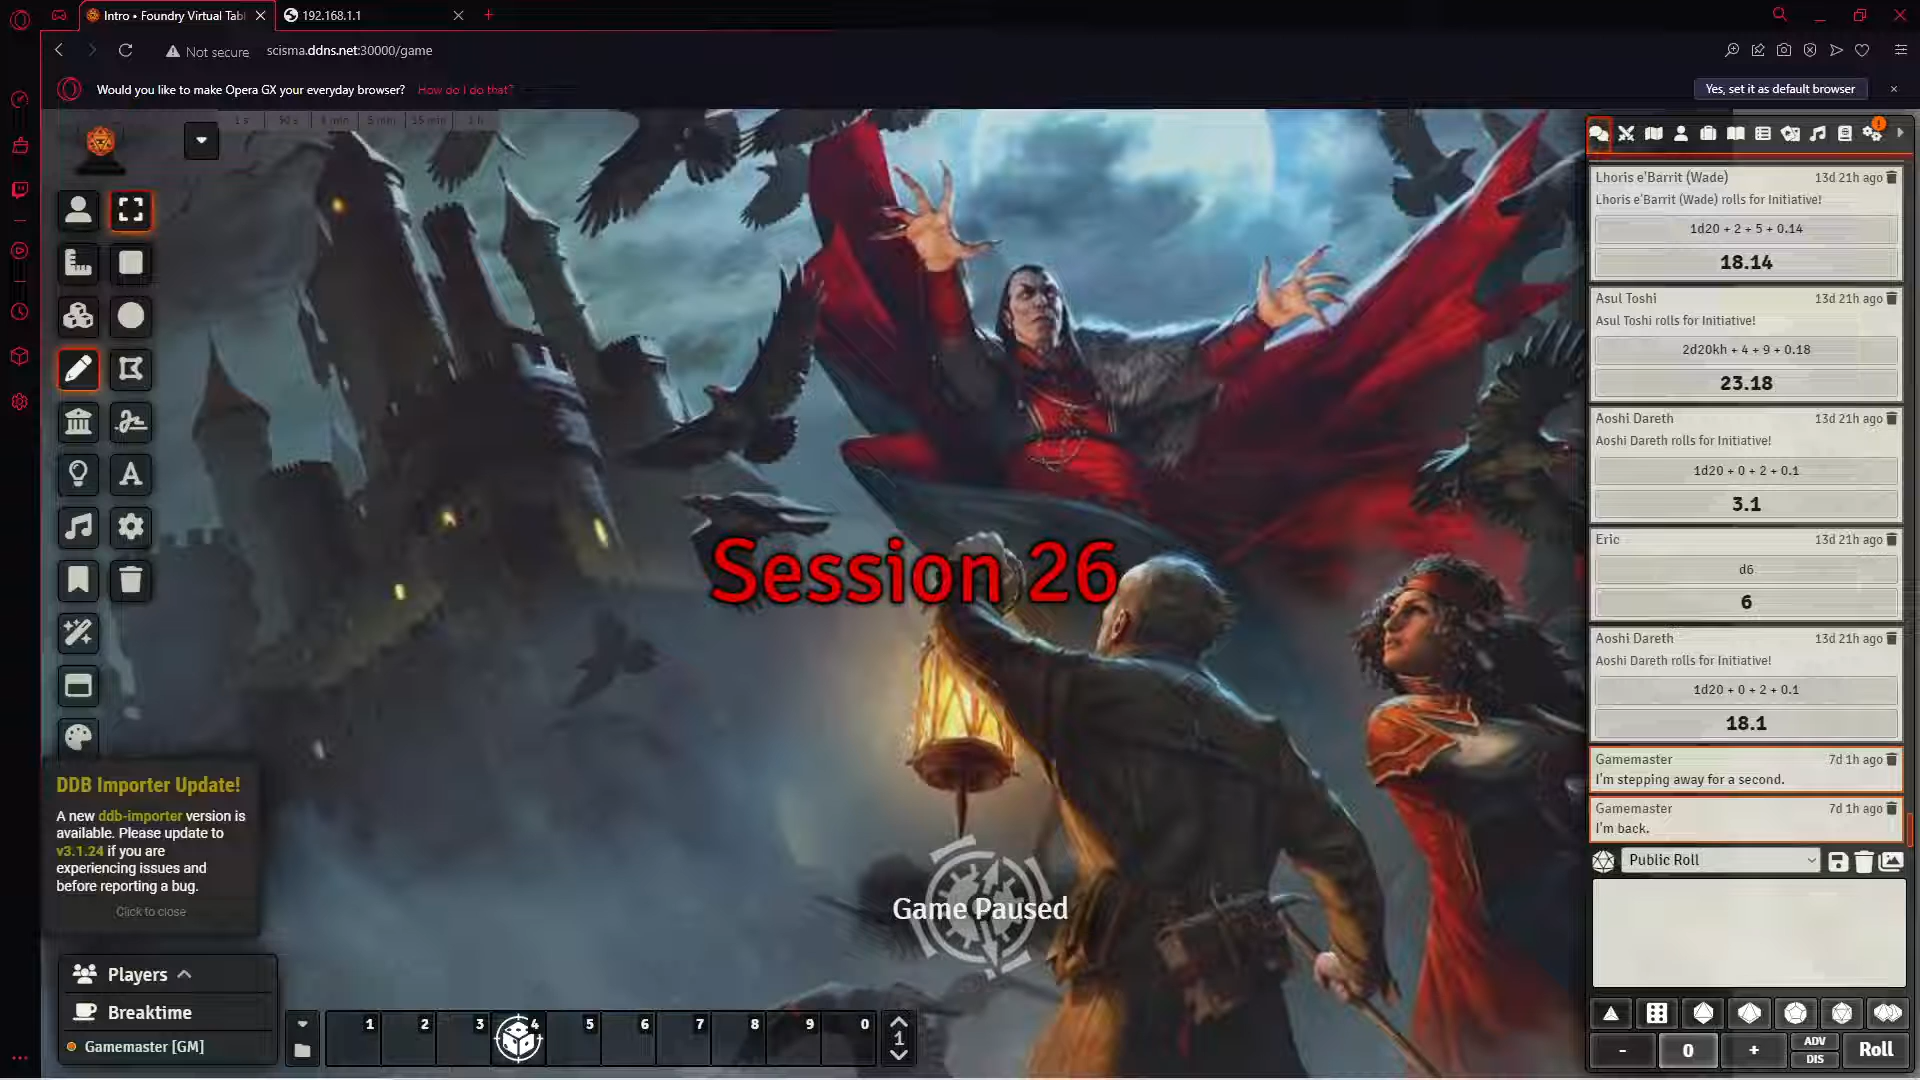 Intro • Foundry Virtual Tabl
192.168.1.1
Not secure
scisma.ddns.net:30000/game
Would you like to make Opera GX your everyday browser?
How do I do that?
Yes, set it as default browser
Lhoris e'Barrit (Wade)
13d 21h ago
Lhoris e'Barrit (Wade) rolls for Initiative!
1d20 + 2 + 5 + 0.14
18.14
Asul Toshi
13d 21h ago
Asul Toshi rolls for Initiative!
2d20kh + 4 + 9 + 0.18
23.18
Aoshi Dareth
13d 21h ago
Aoshi Dareth rolls for Initiative!
1d20 + 0 + 2 + 0.1
3.1
Eric
13d 21h ago
d6
6
Aoshi Dareth
13d 21h ago
Aoshi Dareth rolls for Initiative!
1d20 + 0 + 2 + 0.1
18.1
Gamemaster
7d 1h ago
I'm stepping away for a second.
Gamemaster
7d 1h ago
I'm back.
Public Roll
Session 26
Game Paused
DDB Importer Update!
A new ddb-importer version is
available. Please update to
v3.1.24 if you are
experiencing issues and
before reporting a bug.
Click to close
Players
Breaktime
Gamemaster [GM]
1 2 3 4 5 6 7 8 9 0
1
- 0 +
ADV
DIS
Roll